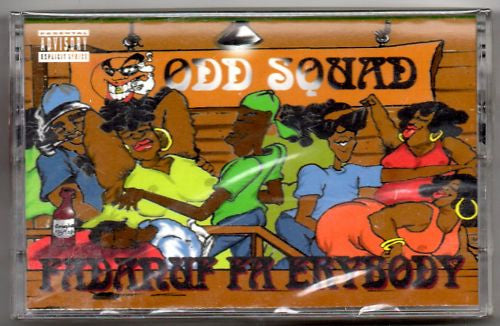 PARENTAL
ADVISORY
EXPLICIT LYRICS
ODD SQUAD
FADANUF FA ERYBODY